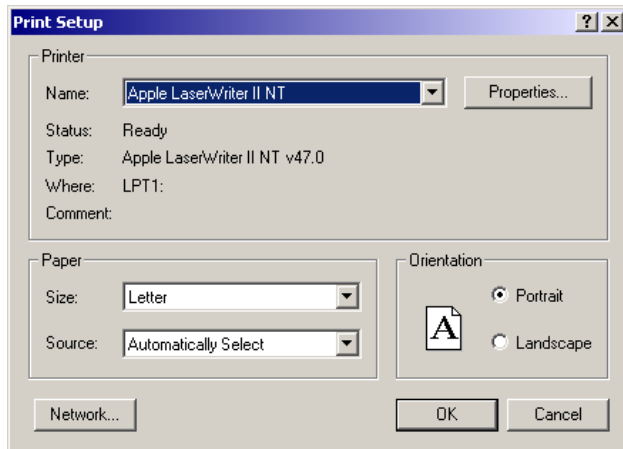 Print Setup
Printer
Name: Apple LaserWriter II NT Properties...
Status: Ready
Type: Apple LaserWriter II NT v47.0
Where: LPT1:
Comment:
Paper
Size: Letter
Source: Automatically Select
Orientation
A
Portrait
Landscape
Network... OK Cancel